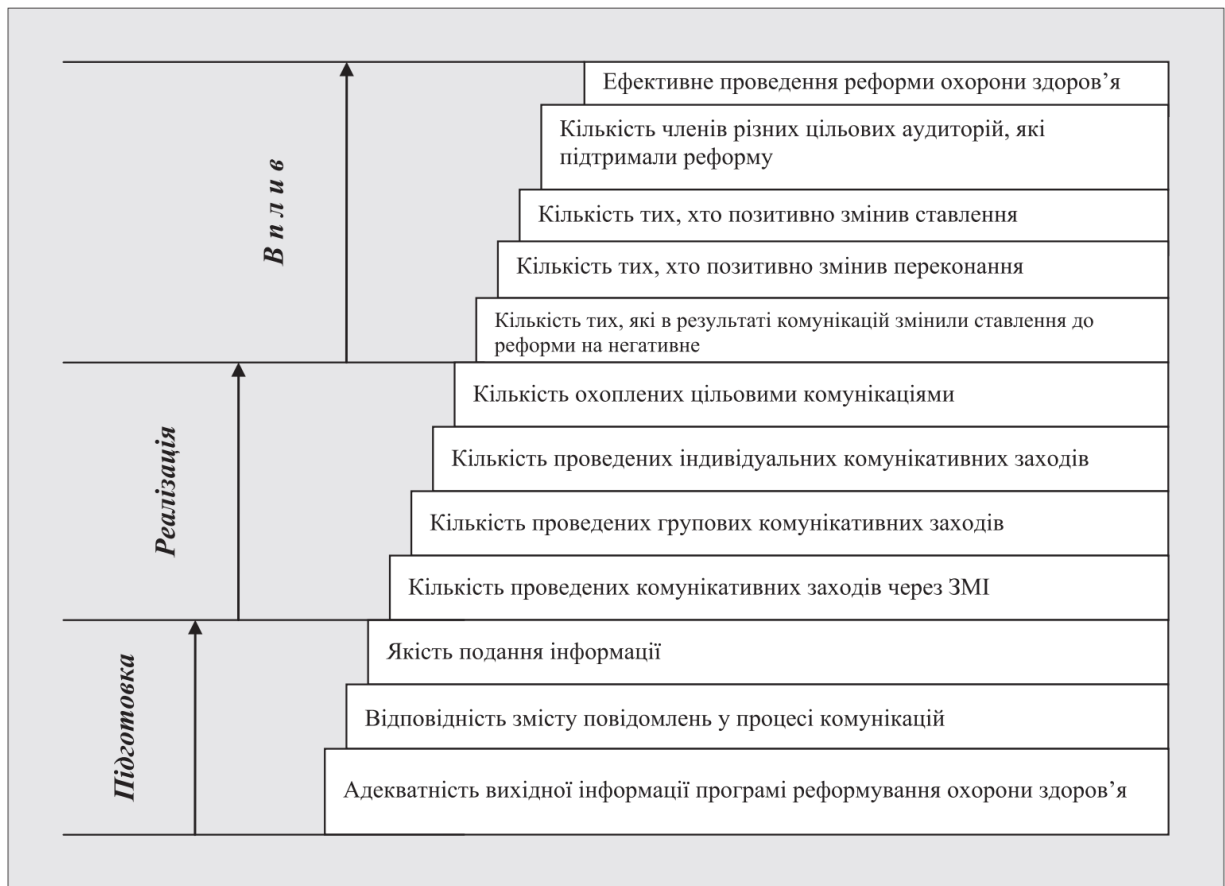 Ефективне проведення реформи охорони здоров’я
Кількість членів різних цільових аудиторій, які
підтримали реформу
Кількість тих, хто позитивно змінив ставлення
Кількість тих, хто позитивно змінив переконання
Кількість тих, які в результаті комунікацій змінили ставлення до
реформи на негативне
В п л и в
Кількість охоплених цільовими комунікаціями
Кількість проведених індивідуальних комунікативних заходів
Кількість проведених групових комунікативних заходів
Кількість проведених комунікативних заходів через ЗМІ
Реалізація
Якість подання інформації
Відповідність змісту повідомлень у процесі комунікацій
Адекватність вихідної інформації програмі реформування охорони здоров’я
Підготовка